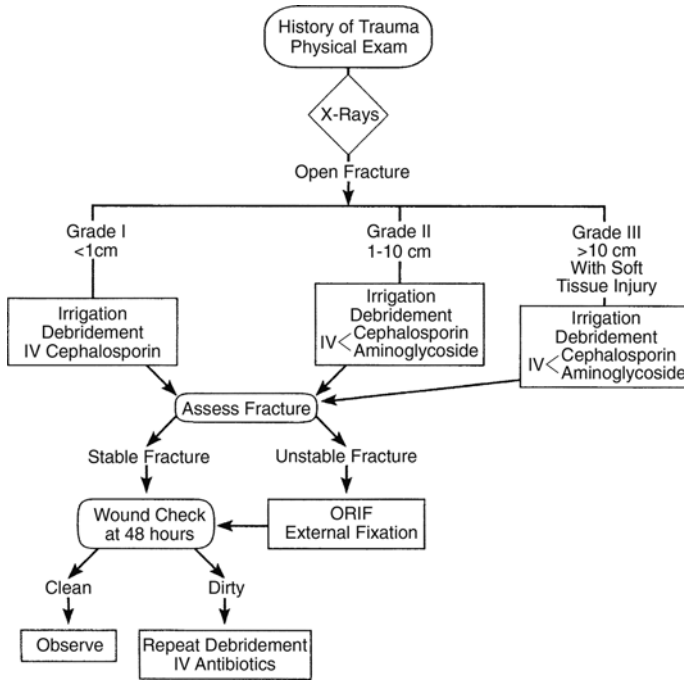 History of Trauma
Physical Exam
X-Rays
Open Fracture
Grade I
<1cm
Grade II
1-10 cm
Grade III
>10 cm
With Soft
Tissue Injury
Irrigation
Debridement
IV Cephalosporin
Irrigation
Debridement
IV < Cephalosporin
Aminoglycoside
Irrigation
Debridement
IV < Cephalosporin
Aminoglycoside
Assess Fracture
Stable Fracture
Unstable Fracture
Wound Check
at 48 hours
ORIF
External Fixation
Clean
Dirty
Observe
Repeat Debridement
IV Antibiotics